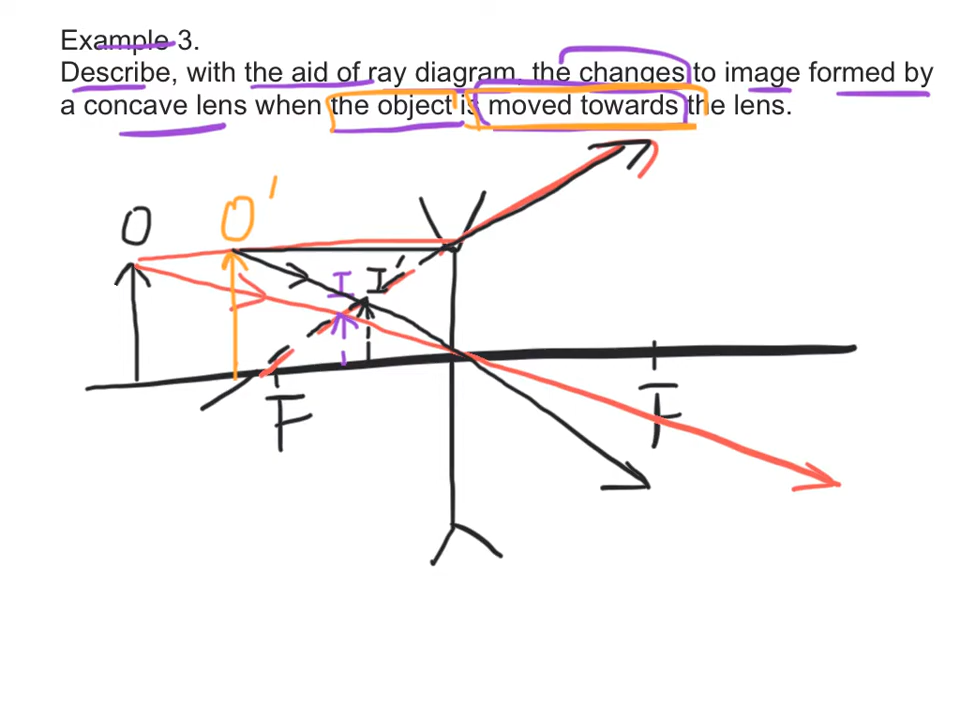 Example 3.
Describe, with the aid of ray diagram, the changes to image formed by
a concave lens when the object is moved towards the lens.
O O'
I I'
F F